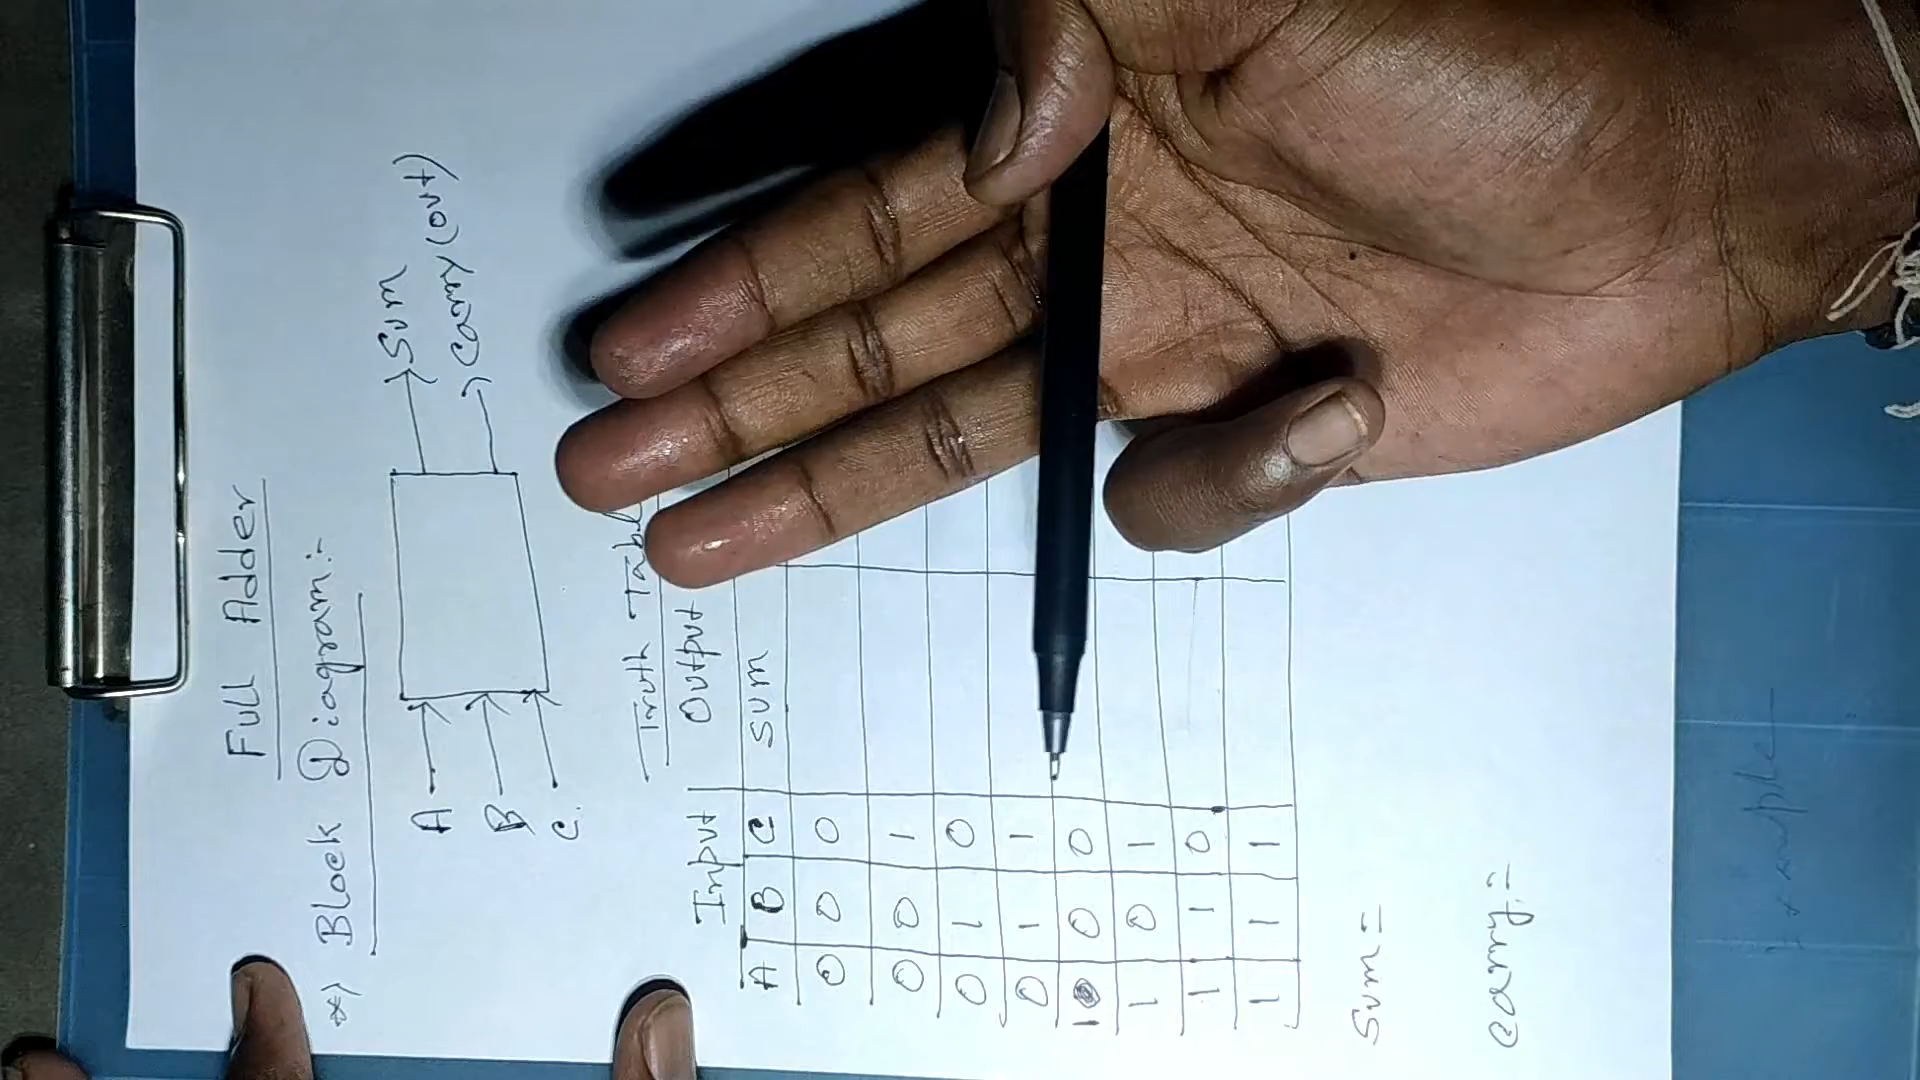 Full Adder
*) Block Diagram:-
A
B
C.
Sum
Carry (out)
Truth Tabl
Input Output
A B C Sum
0 0 0
0 0 1
0 1 0
0 1 1
1 0 0
1 0 1
1 1 0
1 1 1
Sum =
Carry:-